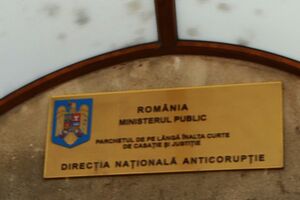 ROMÂNIA
MINISTERUL PUBLIC
PARCHETUL DE PE LÂNGĂ ÎNALTA CURTE
DE CASAȚIE ȘI JUSTIȚIE
DIRECȚIA NAȚIONALĂ ANTICORUPȚIE